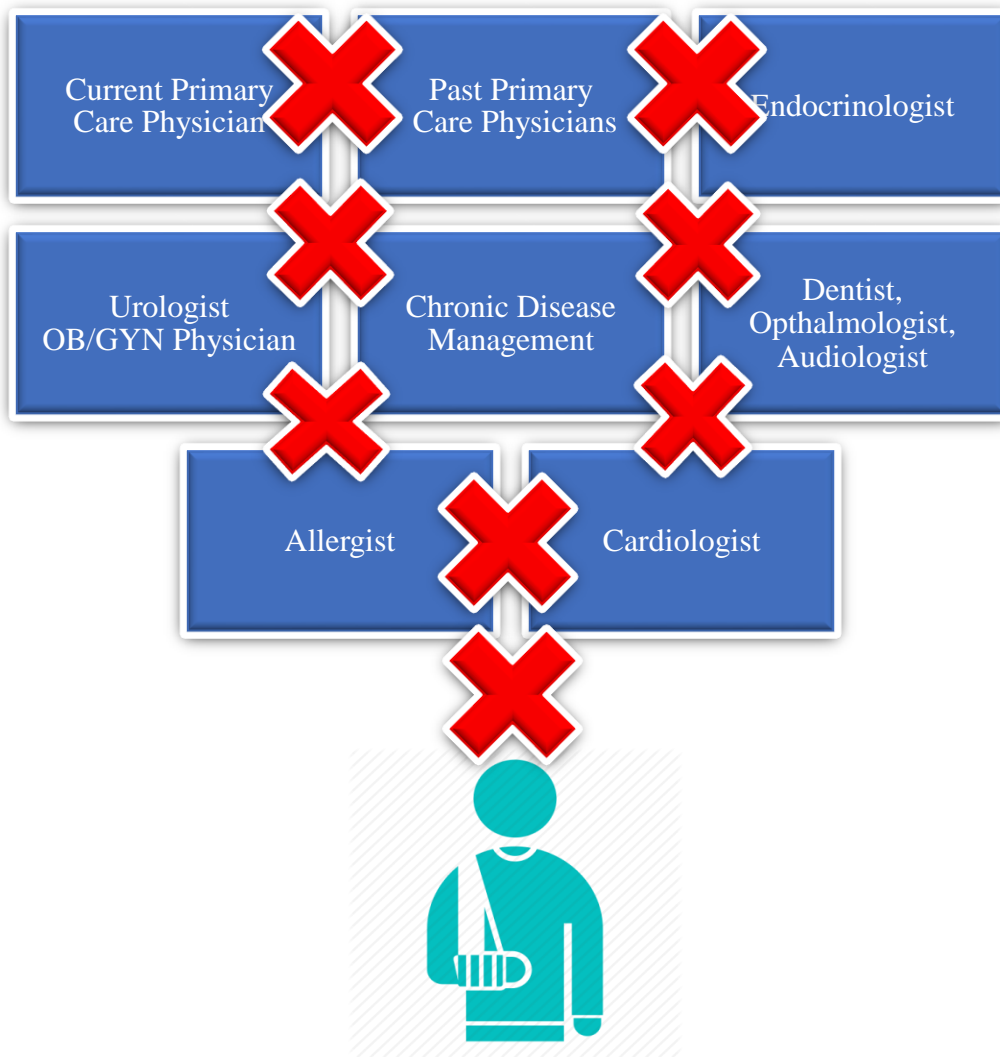 Current Primary
Care Physician
Past Primary
Care Physicians
Endocrinologist
Urologist
OB/GYN Physician
Chronic Disease
Management
Dentist,
Opthalmologist,
Audiologist
Allergist
Cardiologist